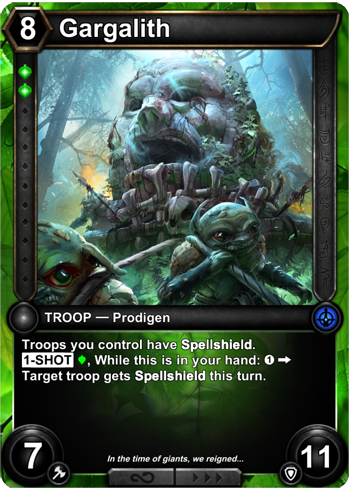 8 Gargalith
TROOP — Prodigen
Troops you control have Spellshield.
1-SHOT , While this is in your hand: 1 ➞
Target troop gets Spellshield this turn.
In the time of giants, we reigned...
7 11